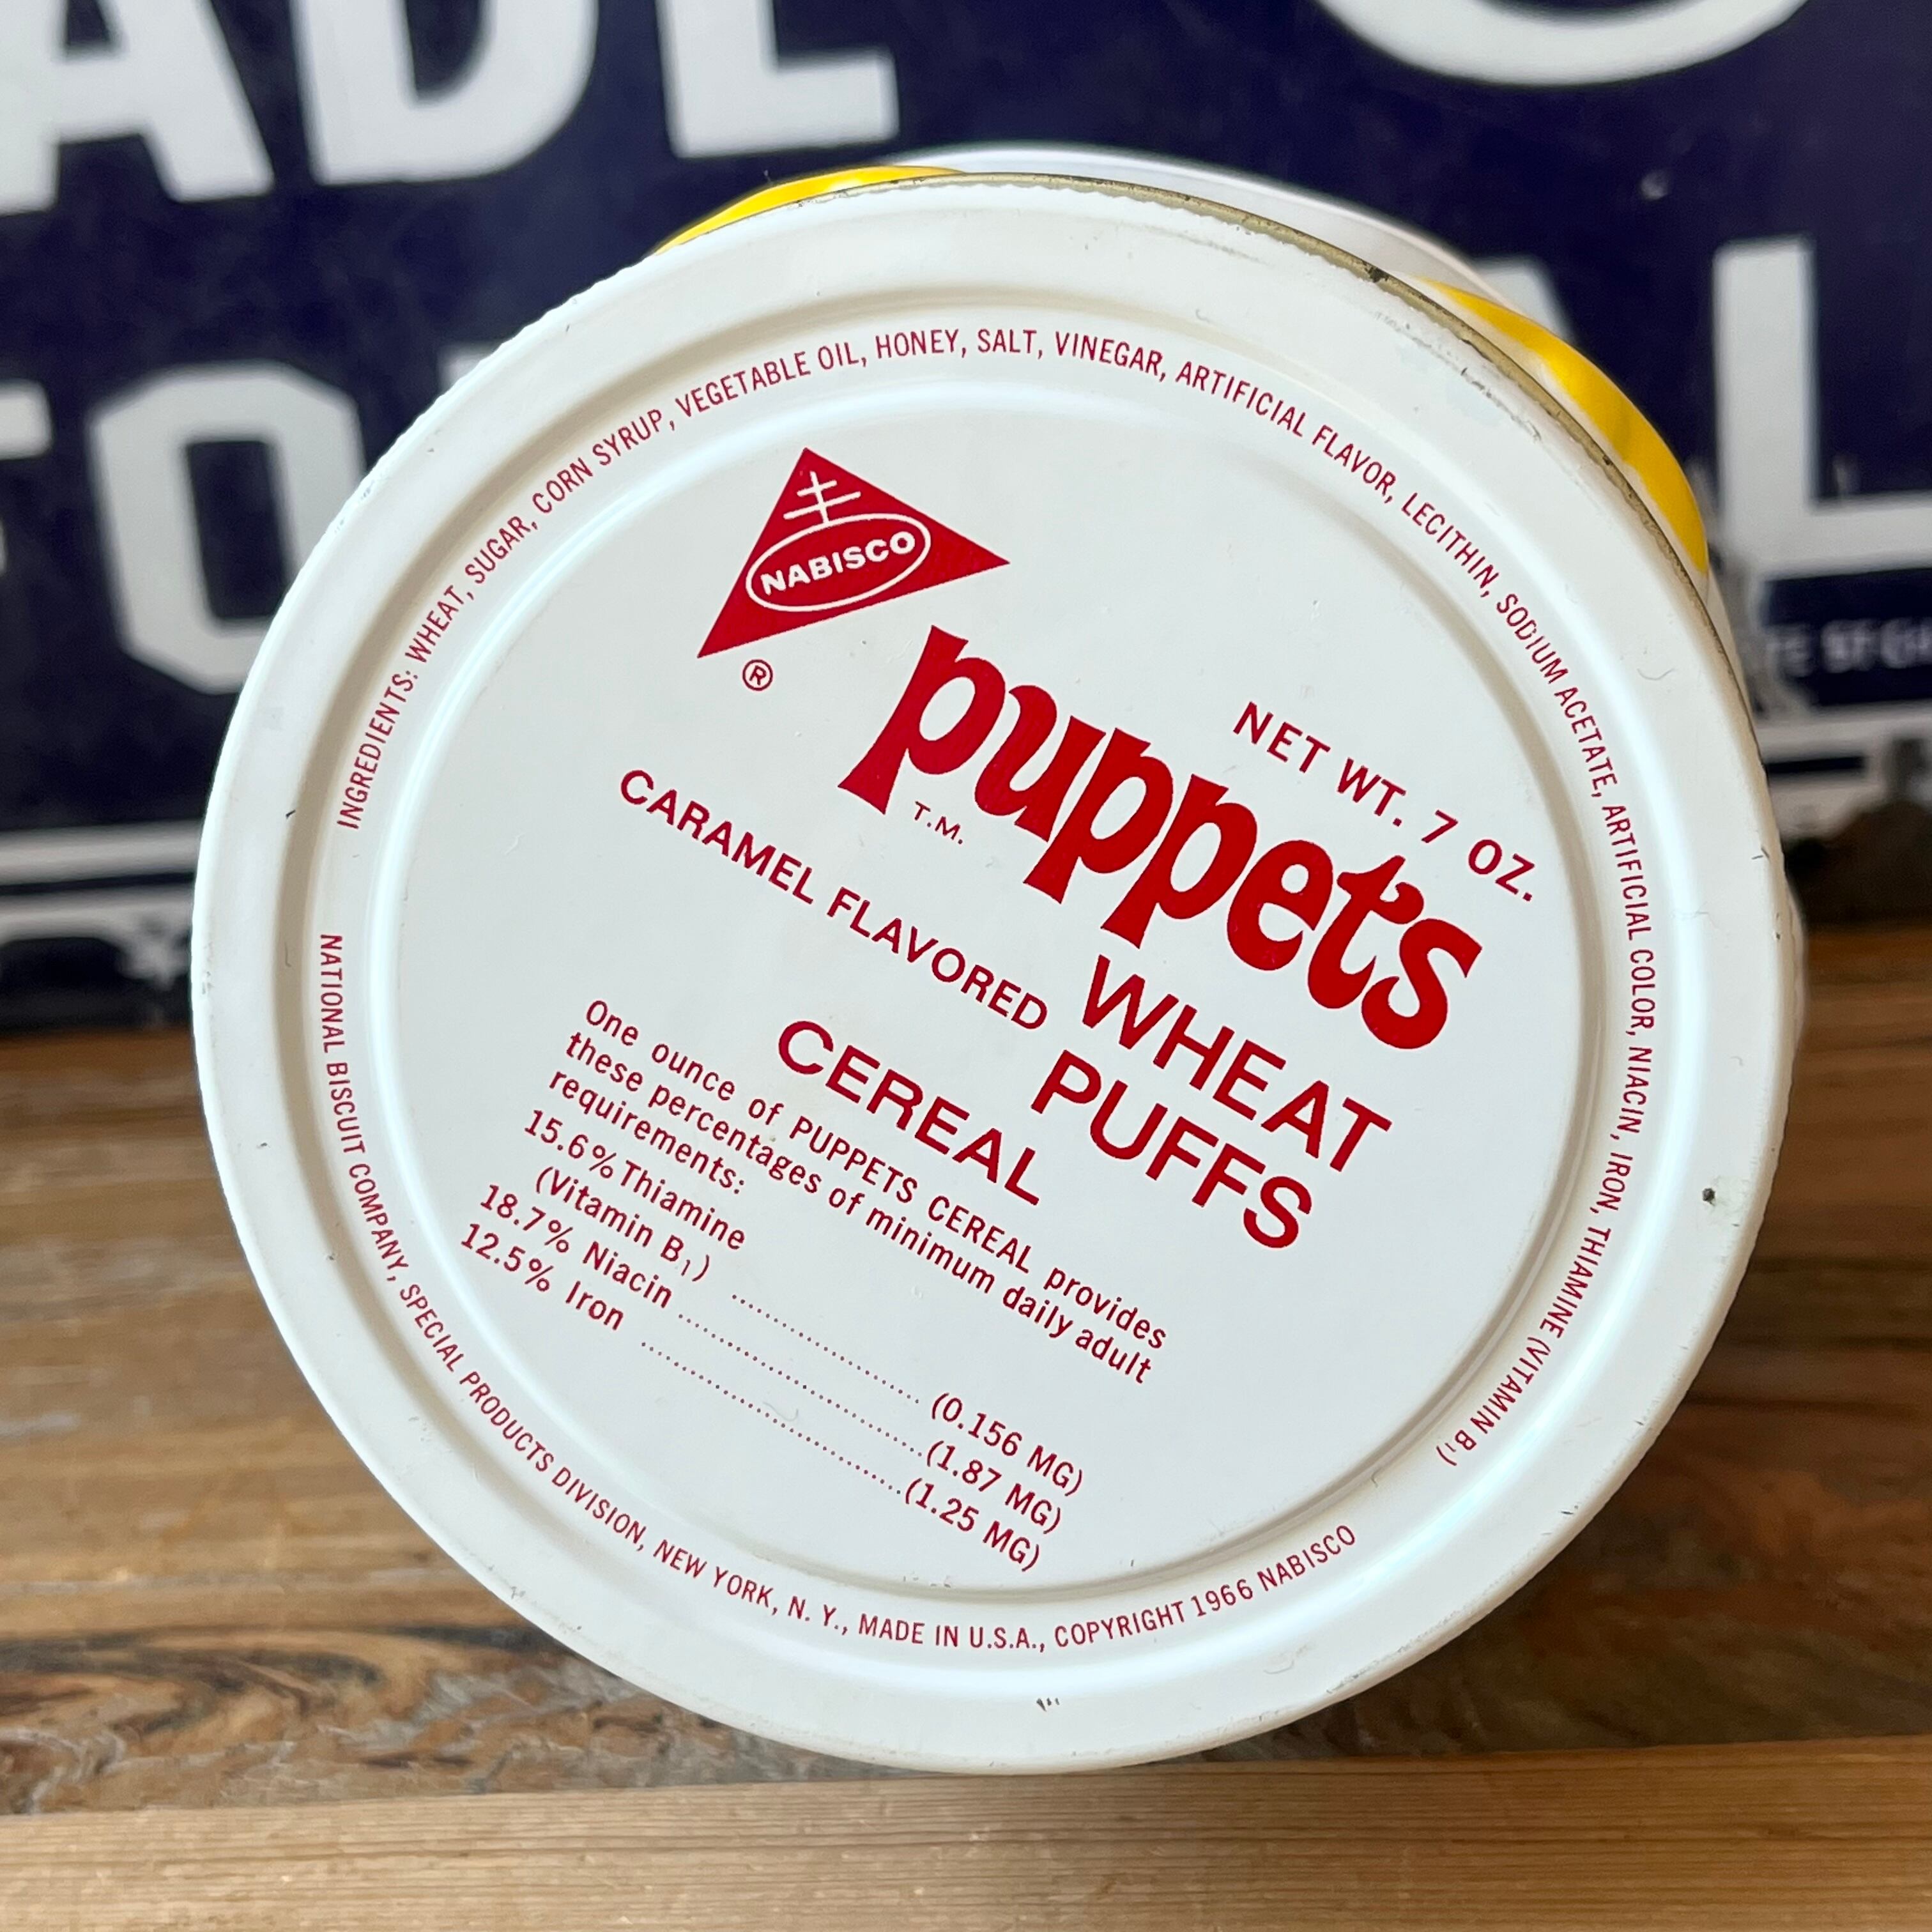 INGREDIENTS: WHEAT, SUGAR, CORN SYRUP, VEGETABLE OIL, HONEY, SALT, VINEGAR, ARTIFICIAL FLAVOR, LECITHIN, SODIUM ACETATE, ARTIFICIAL COLOR, NIACIN, IRON, THIAMINE (VITAMIN B₁)
NABISCO
®
NET WT. 7 OZ.
puppets
T.M.
CARAMEL FLAVORED WHEAT
PUFFS
CEREAL
One ounce of PUPPETS CEREAL provides
these percentages of minimum daily adult
requirements:
15.6% Thiamine
(Vitamin B₁) .................... (0.156 MG)
18.7% Niacin .........................(1.87 MG)
12.5% Iron ...........................(1.25 MG)
NATIONAL BISCUIT COMPANY, SPECIAL PRODUCTS DIVISION, NEW YORK, N. Y., MADE IN U.S.A., COPYRIGHT 1966 NABISCO